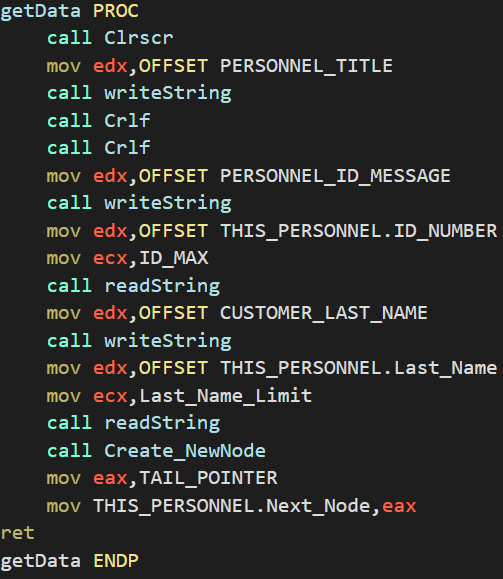 getData PROC
call Clrscr
mov edx,OFFSET PERSONNEL_TITLE
call writeString
call Crlf
call Crlf
mov edx,OFFSET PERSONNEL_ID_MESSAGE
call writeString
mov edx,OFFSET THIS_PERSONNEL.ID_NUMBER
mov ecx,ID_MAX
call readString
mov edx,OFFSET CUSTOMER_LAST_NAME
call writeString
mov edx,OFFSET THIS_PERSONNEL.Last_Name
mov ecx,Last_Name_Limit
call readString
call Create_NewNode
mov eax,TAIL_POINTER
mov THIS_PERSONNEL.Next_Node,eax
ret
getData ENDP